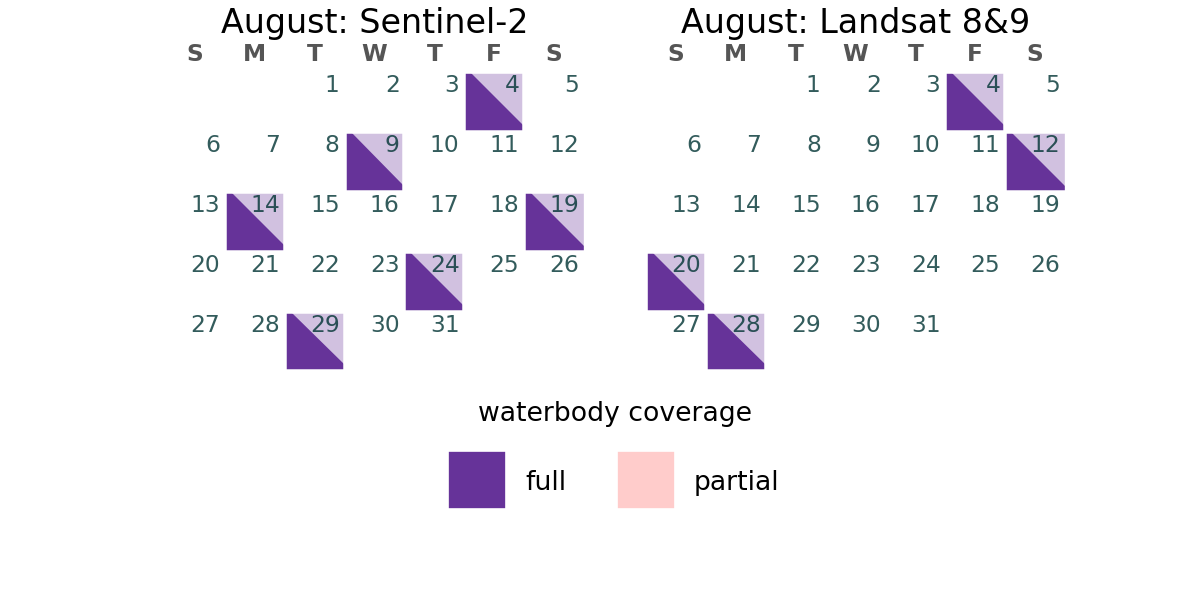 August: Sentinel-2
S M T W T F S
1 2 3 4 5
6 7 8 9 10 11 12
13 14 15 16 17 18 19
20 21 22 23 24 25 26
27 28 29 30 31
August: Landsat 8&9
S M T W T F S
1 2 3 4 5
6 7 8 9 10 11 12
13 14 15 16 17 18 19
20 21 22 23 24 25 26
27 28 29 30 31
waterbody coverage
full partial